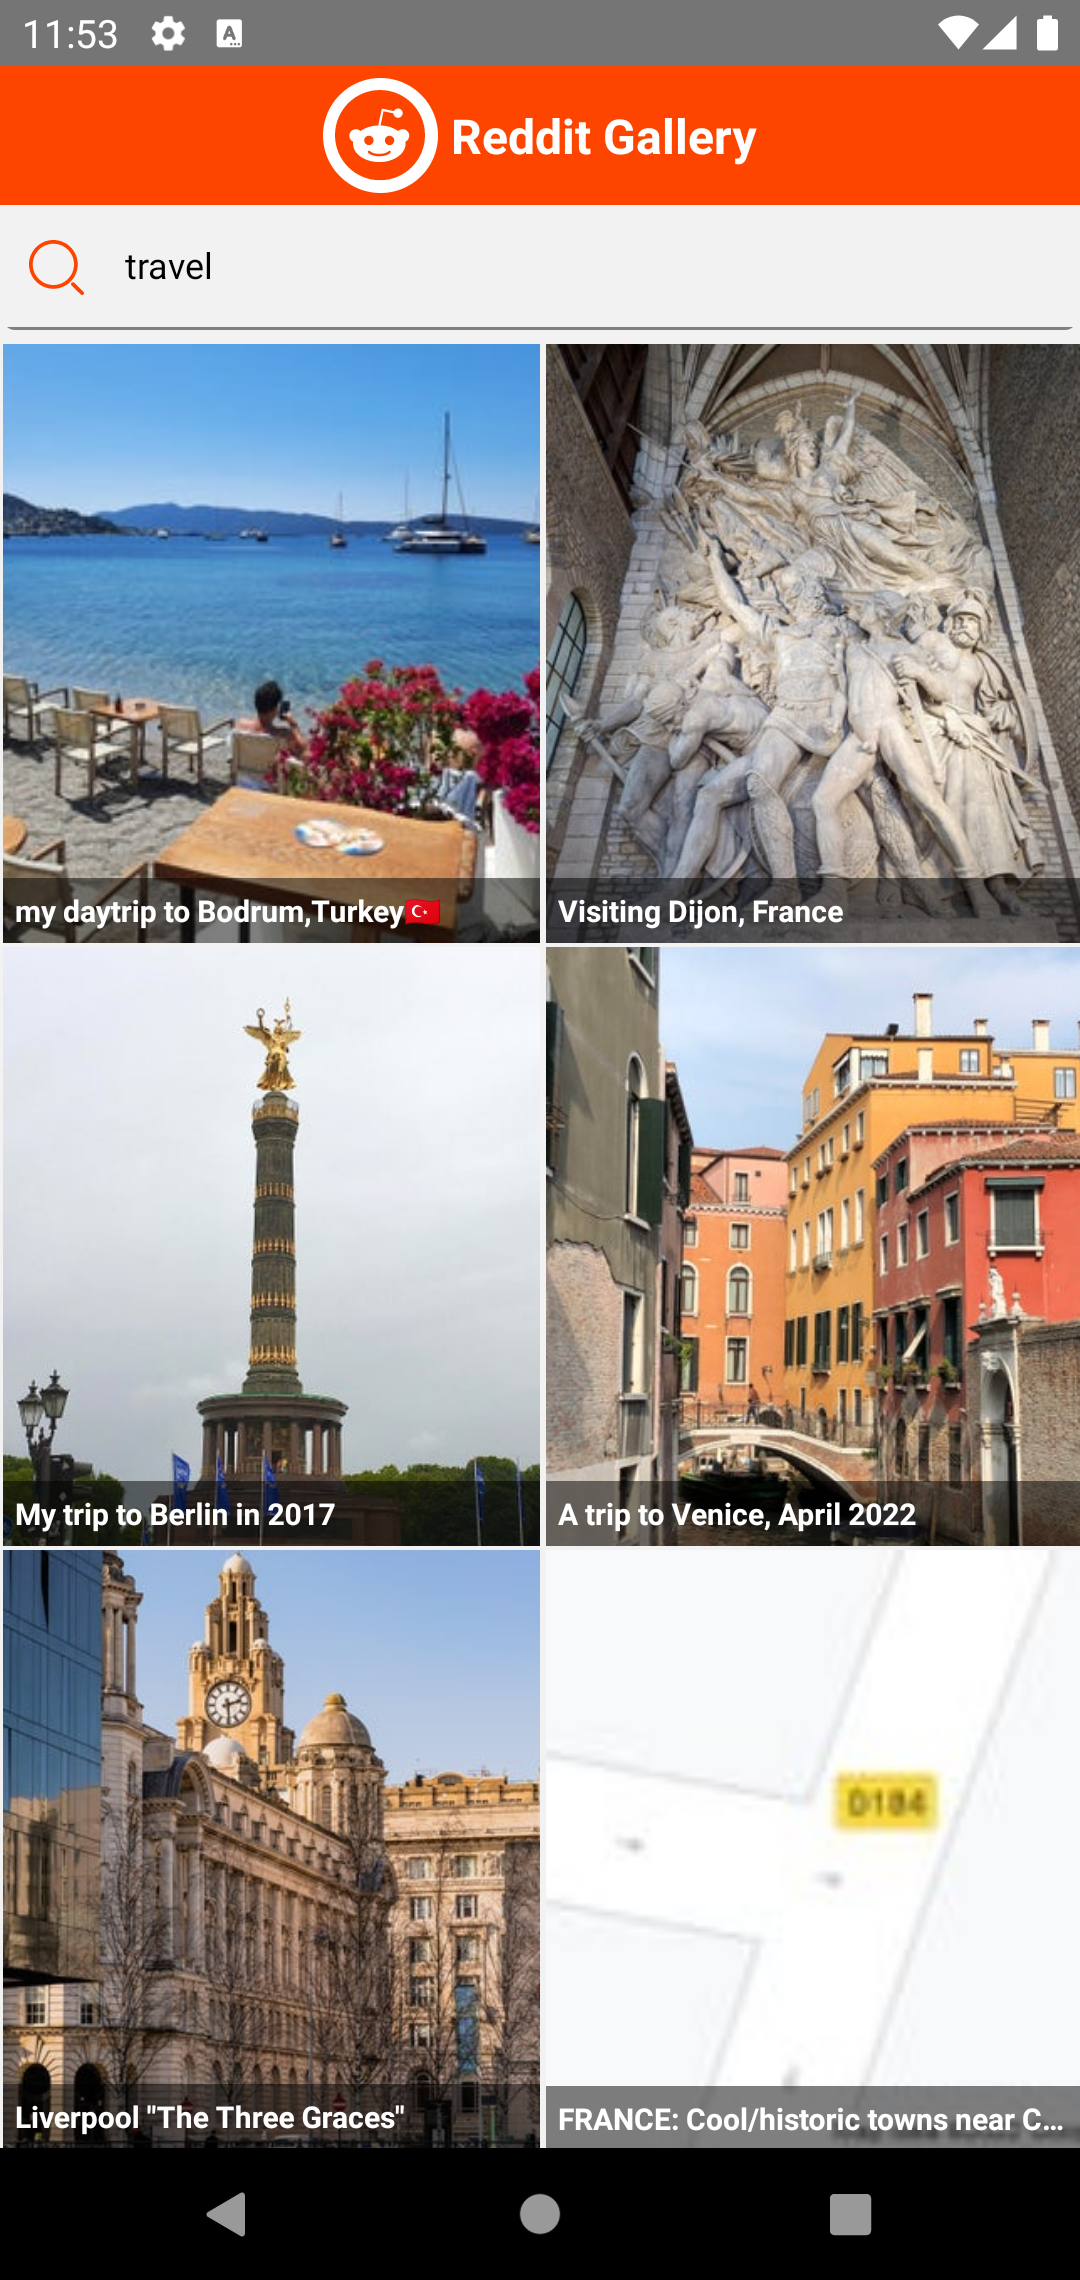 11:53
Reddit Gallery
travel
my daytrip to Bodrum,Turkey🇹🇷
Visiting Dijon, France
My trip to Berlin in 2017
A trip to Venice, April 2022
D184
Liverpool "The Three Graces"
FRANCE: Cool/historic towns near C...